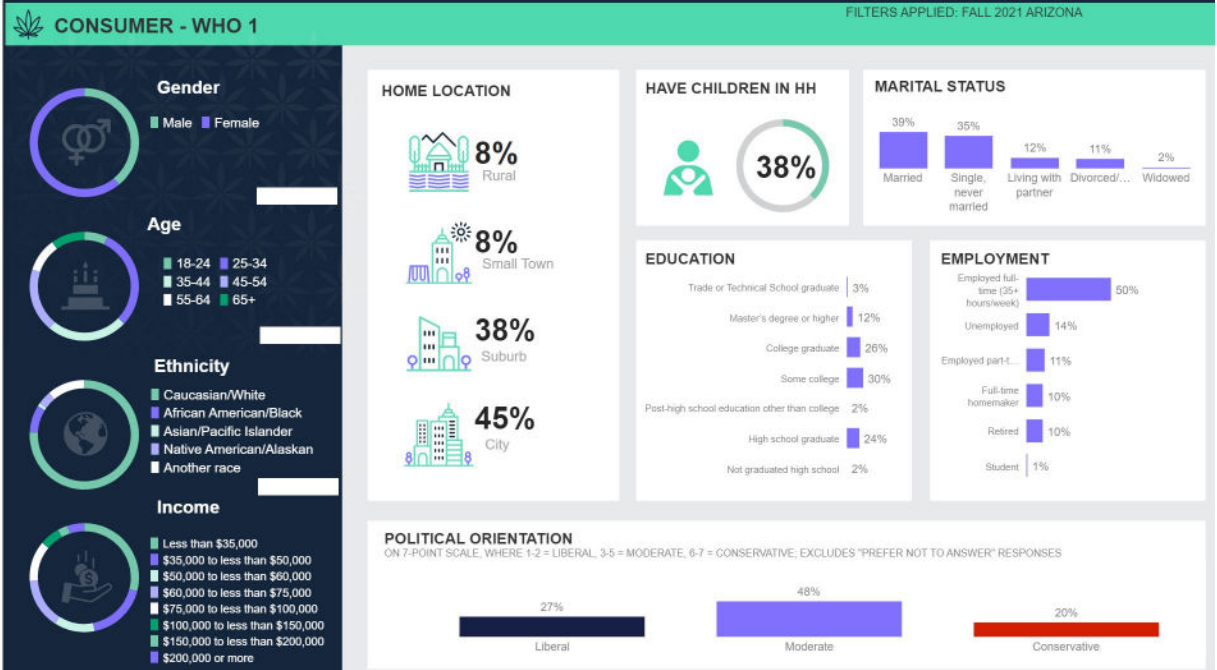 CONSUMER - WHO 1
FILTERS APPLIED: FALL 2021 ARIZONA
Gender
Male Female
Age
18-24 25-34
35-44 45-54
55-64 65+
Ethnicity
Caucasian/White
African American/Black
Asian/Pacific Islander
Native American/Alaskan
Another race
Income
Less than $35,000
$35,000 to less than $50,000
$50,000 to less than $60,000
$60,000 to less than $75,000
$75,000 to less than $100,000
$100,000 to less than $150,000
$150,000 to less than $200,000
$200,000 or more
HOME LOCATION
8%
Rural
8%
Small Town
38%
Suburb
45%
City
HAVE CHILDREN IN HH
38%
MARITAL STATUS
39% 35% 12% 11% 2%
Married Single, Living with Divorced/... Widowed
never partner
married
EDUCATION
Trade or Technical School graduate 3%
Master's degree or higher 12%
College graduate 26%
Some college 30%
Post-high school education other than college 2%
High school graduate 24%
Not graduated high school 2%
EMPLOYMENT
Employed full-
time (35+ 50%
hours/week)
Unemployed 14%
Employed part-t... 11%
Full-time
homemaker 10%
Retired 10%
Student 1%
POLITICAL ORIENTATION
ON 7-POINT SCALE, WHERE 1-2 = LIBERAL, 3-5 = MODERATE, 6-7 = CONSERVATIVE; EXCLUDES "PREFER NOT TO ANSWER" RESPONSES
27% 48% 20%
Liberal Moderate Conservative